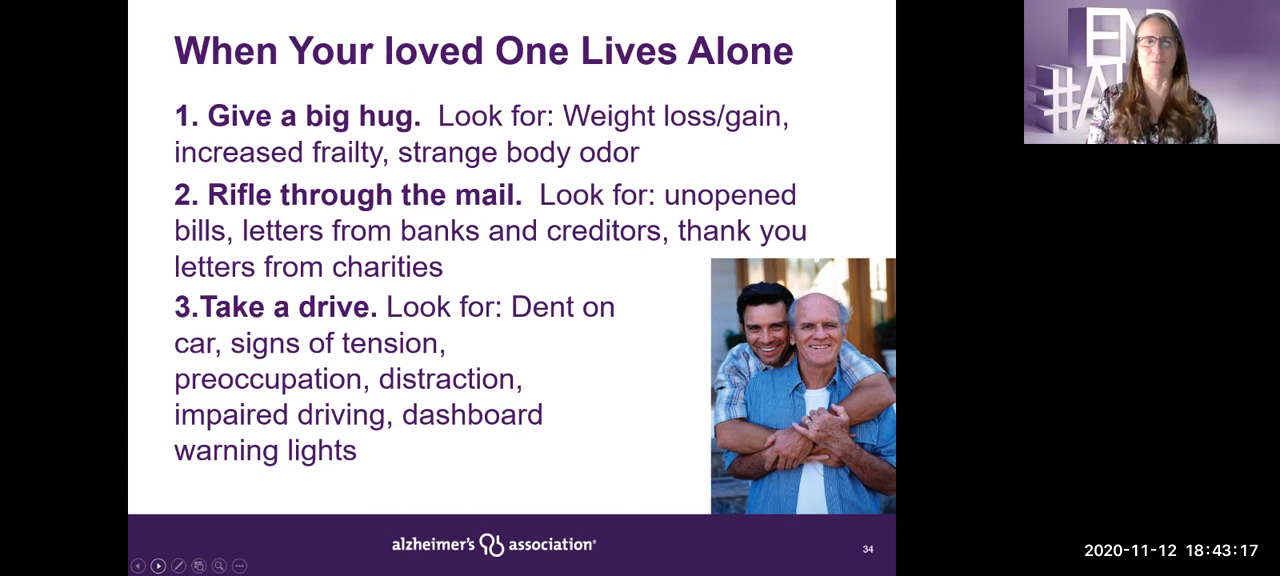 When Your loved One Lives Alone
1. Give a big hug. Look for: Weight loss/gain,
increased frailty, strange body odor
2. Rifle through the mail. Look for: unopened
bills, letters from banks and creditors, thank you
letters from charities
3.Take a drive. Look for: Dent on
car, signs of tension,
preoccupation, distraction,
impaired driving, dashboard
warning lights
alzheimer's association®
34
2020-11-12 18:43:17